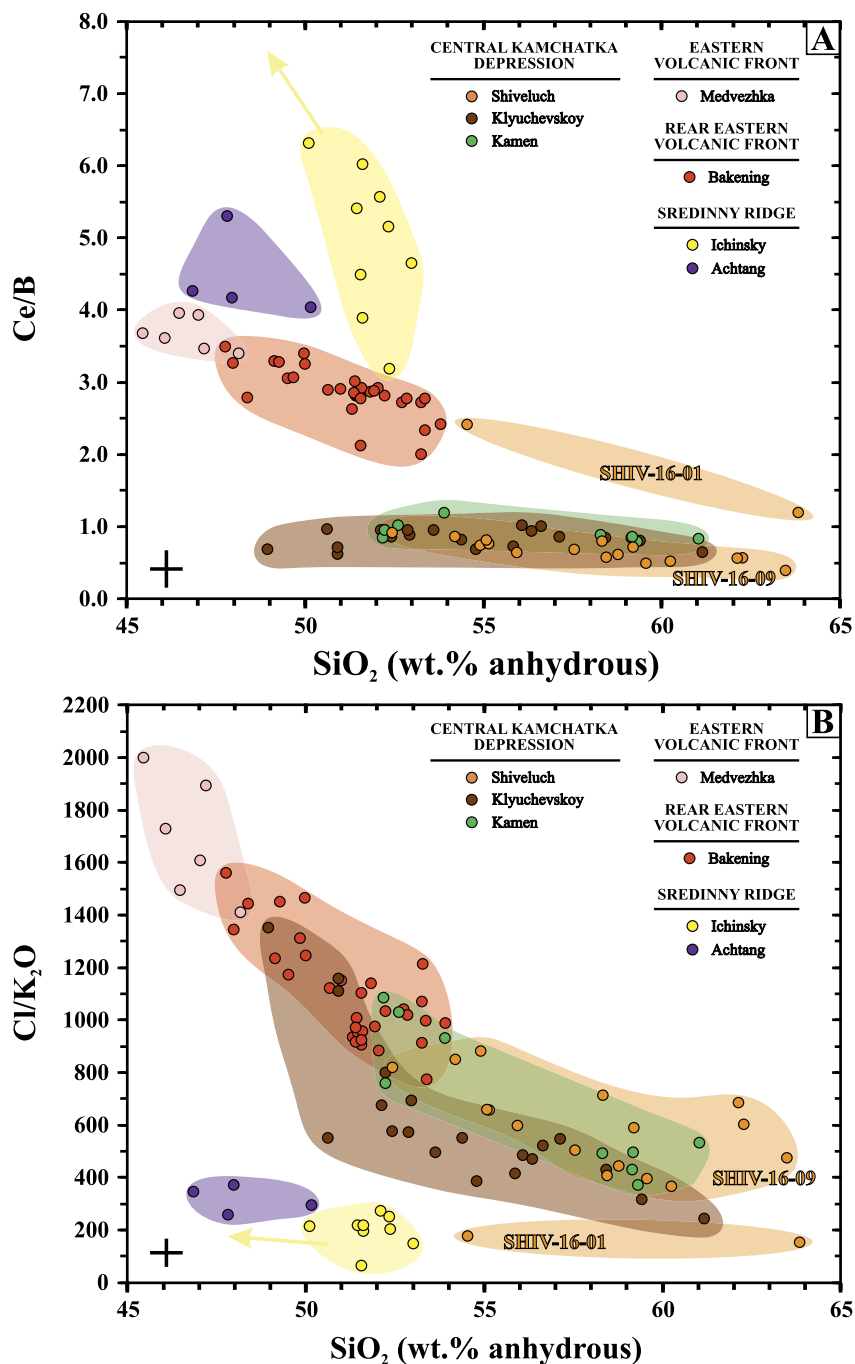 A
8.0
7.0
6.0
5.0
4.0
3.0
2.0
1.0
0.0
Ce/B
CENTRAL KAMCHATKA
DEPRESSION
Shiveluch
Klyuchevskoy
Kamen
EASTERN
VOLCANIC FRONT
Medvezhka
REAR EASTERN
VOLCANIC FRONT
Bakening
SREDINNY RIDGE
Ichinsky
Achtang
SHIV-16-01
SHIV-16-09
45 50 55 60 65
SiO₂ (wt.% anhydrous)
B
2200
2000
1800
1600
1400
1200
1000
800
600
400
200
0
Cl/K₂O
CENTRAL KAMCHATKA
DEPRESSION
Shiveluch
Klyuchevskoy
Kamen
EASTERN
VOLCANIC FRONT
Medvezhka
REAR EASTERN
VOLCANIC FRONT
Bakening
SREDINNY RIDGE
Ichinsky
Achtang
SHIV-16-09
SHIV-16-01
45 50 55 60 65
SiO₂ (wt.% anhydrous)